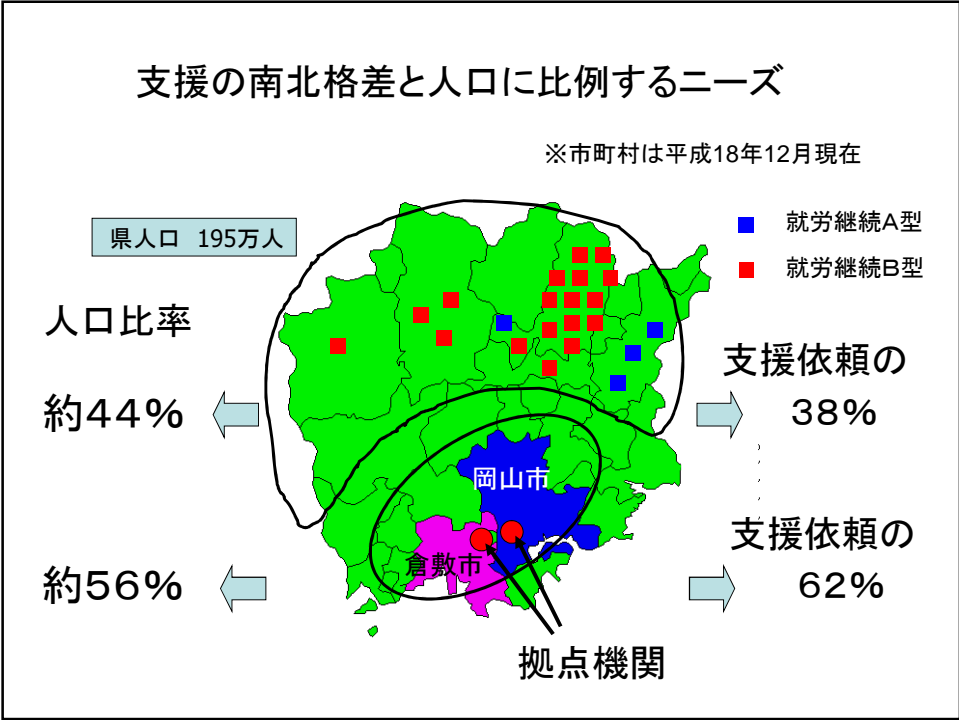 支援の南北格差と人口に比例するニーズ
※市町村は平成18年12月現在
県人口　195万人
就労継続A型
就労継続B型
人口比率
約44%
支援依頼の
38%
岡山市
倉敷市
約56%
支援依頼の
62%
拠点機関